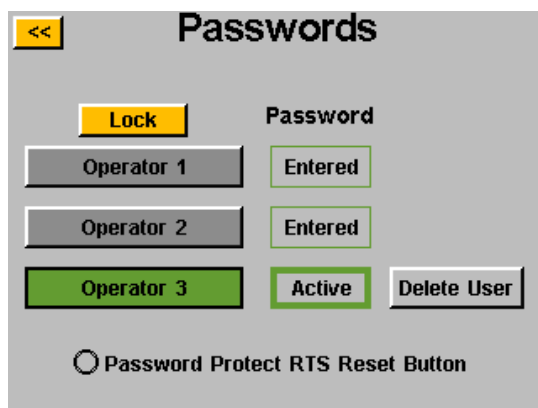 << Passwords
Lock Password
Operator 1 Entered
Operator 2 Entered
Operator 3 Active Delete User
Password Protect RTS Reset Button